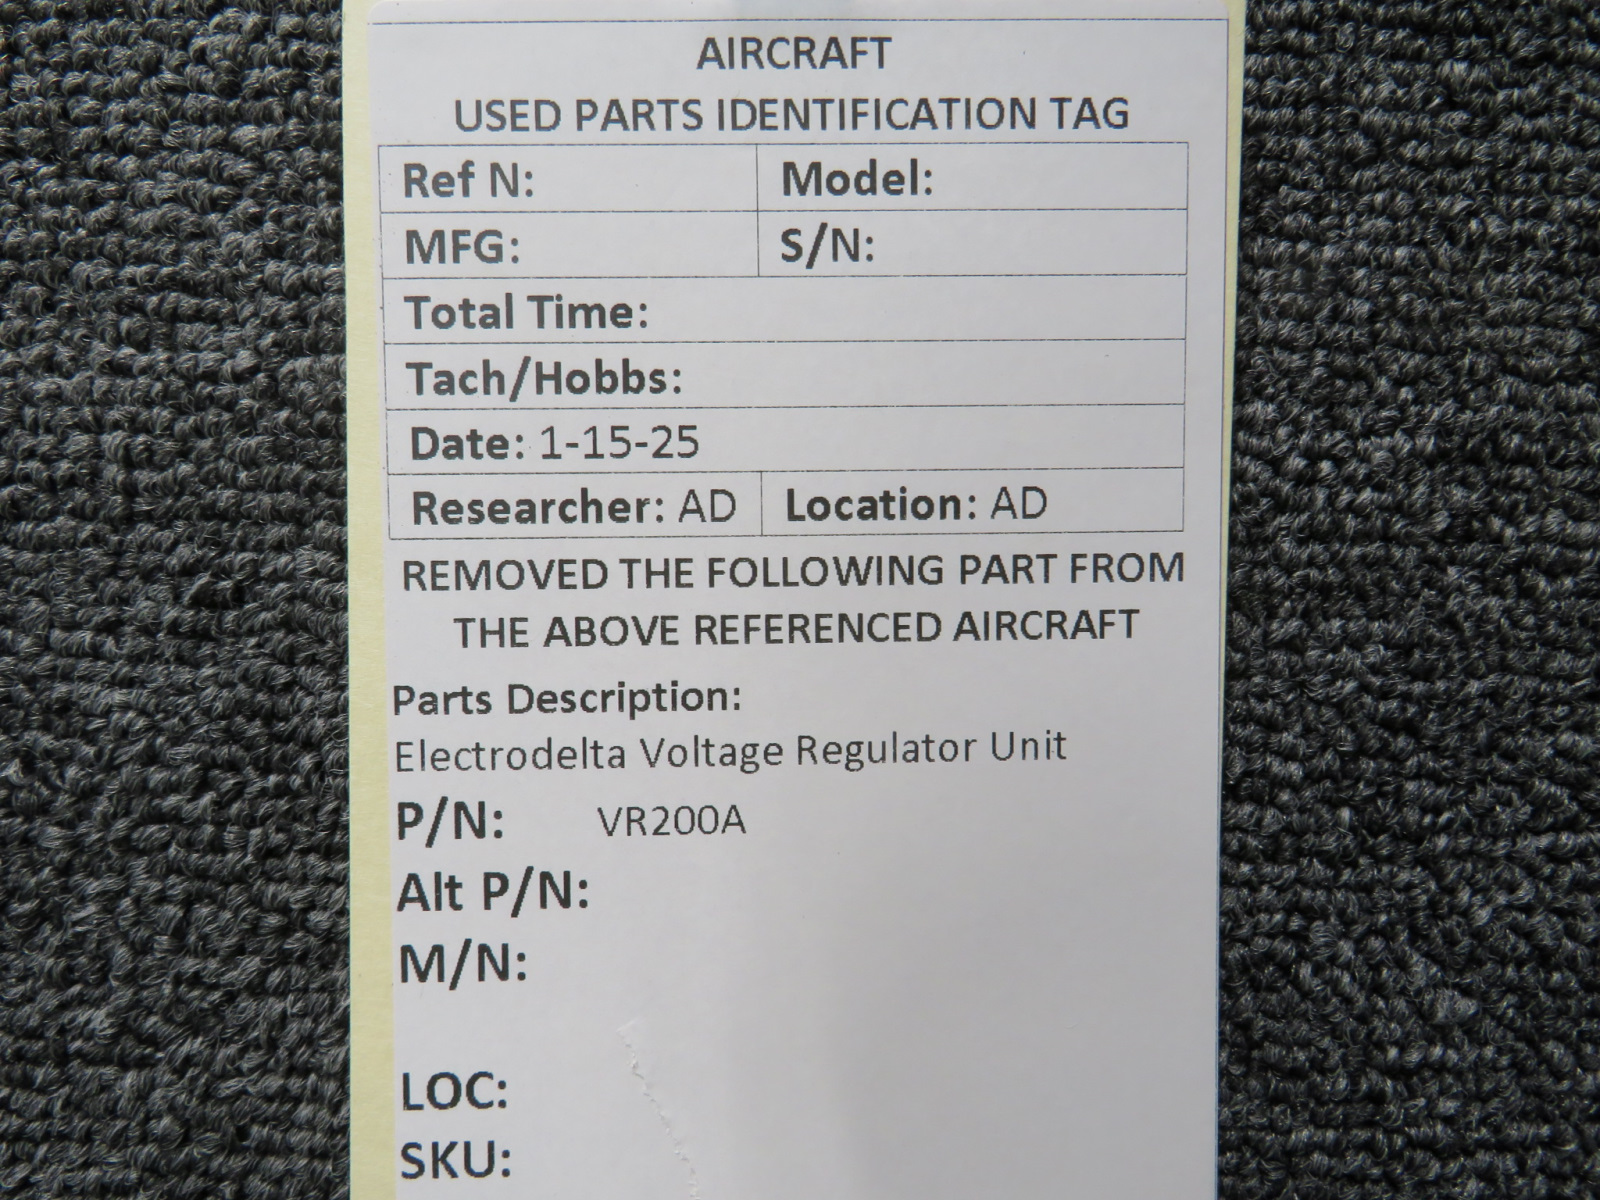 AIRCRAFT
USED PARTS IDENTIFICATION TAG
Ref N: Model:
MFG: S/N:
Total Time:
Tach/Hobbs:
Date: 1-15-25
Researcher: AD Location: AD
REMOVED THE FOLLOWING PART FROM
THE ABOVE REFERENCED AIRCRAFT
Parts Description:
Electrodelta Voltage Regulator Unit
P/N: VR200A
Alt P/N:
M/N:
LOC:
SKU: